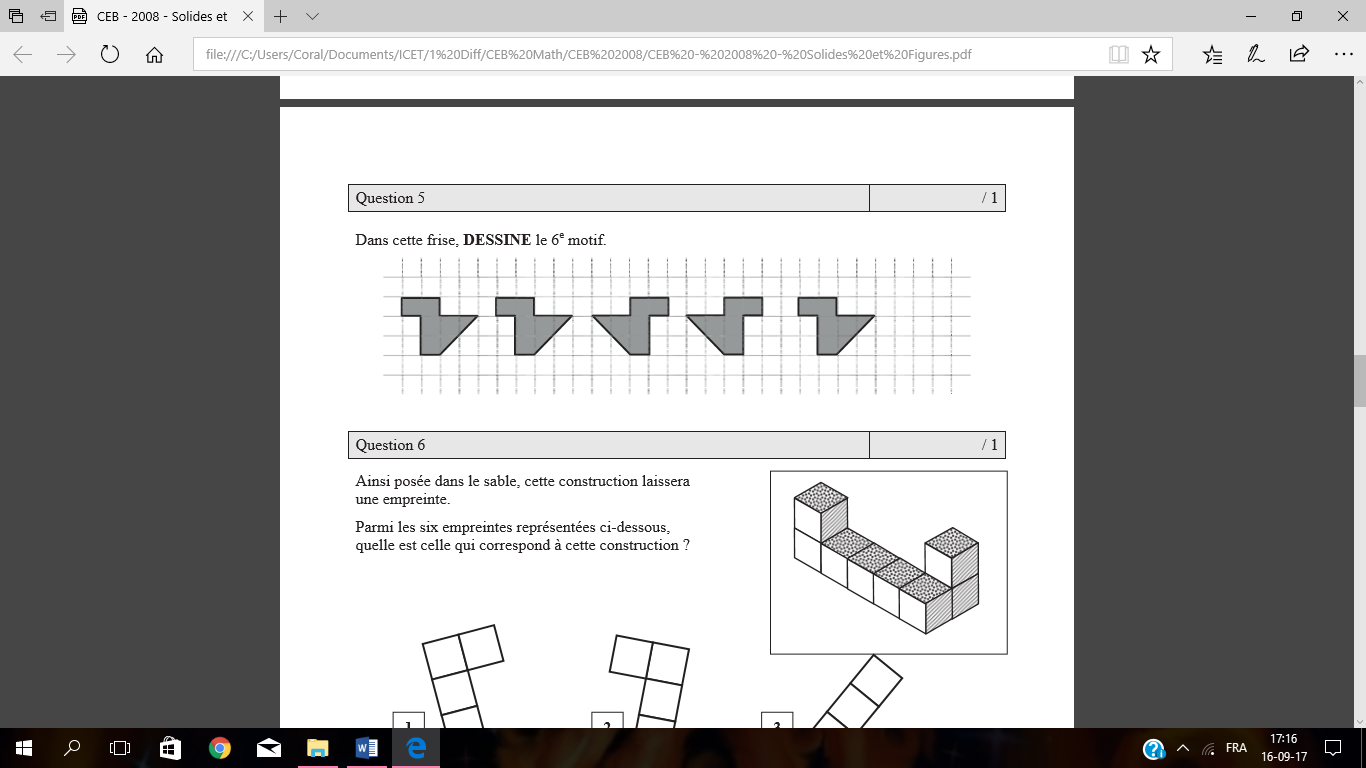 CEB - 2008 - Solides et
file:///C:/Users/Coral/Documents/ICET/1%20Diff/CEB%20Math/CEB%202008/CEB%20-%202008%20-%20Solides%20et%20Figures.pdf
Question 5 / 1
Dans cette frise, DESSINE le 6e motif.
Question 6 / 1
Ainsi posée dans le sable, cette construction laissera
une empreinte.
Parmi les six empreintes représentées ci-dessous,
quelle est celle qui correspond à cette construction ?
1 2 3
FRA
17:16
16-09-17